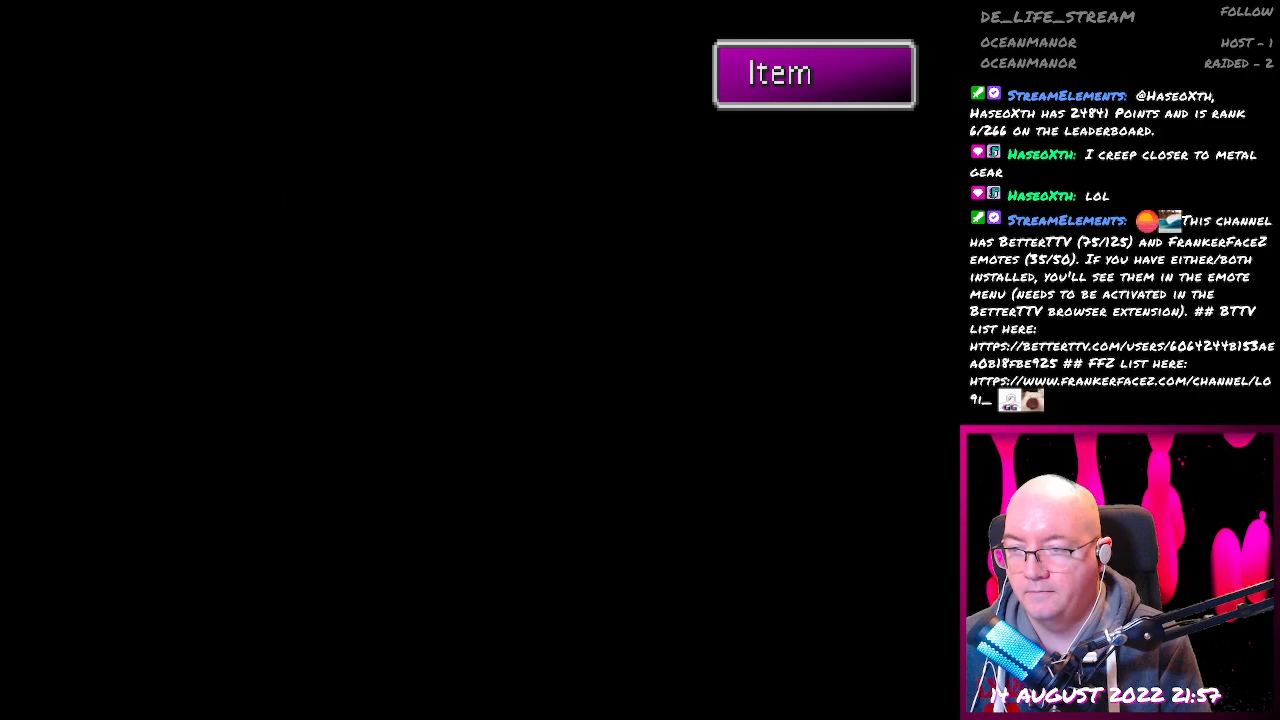 Item
DE_LIFE_STREAM FOLLOW
OCEANMANOR HOST - 1
OCEANMANOR RAIDED - 2
StreamElements: @HaseoXth,
HaseoXth has 24841 Points and is rank
6/266 on the leaderboard.
HaseoXth: I creep closer to metal
gear
HaseoXth: lol
StreamElements: This channel
has BetterTTV (75/125) and FrankerFaceZ
emotes (35/50). If you have either/both
installed, you'll see them in the emote
menu (needs to be activated in the
BetterTTV browser extension). ## BTTV
list here:
https://betterttv.com/users/6064244b153ae
a0b18fbe925 ## FFZ list here:
https://www.frankerfacez.com/channel/lo
91_
14 August 2022 21:57